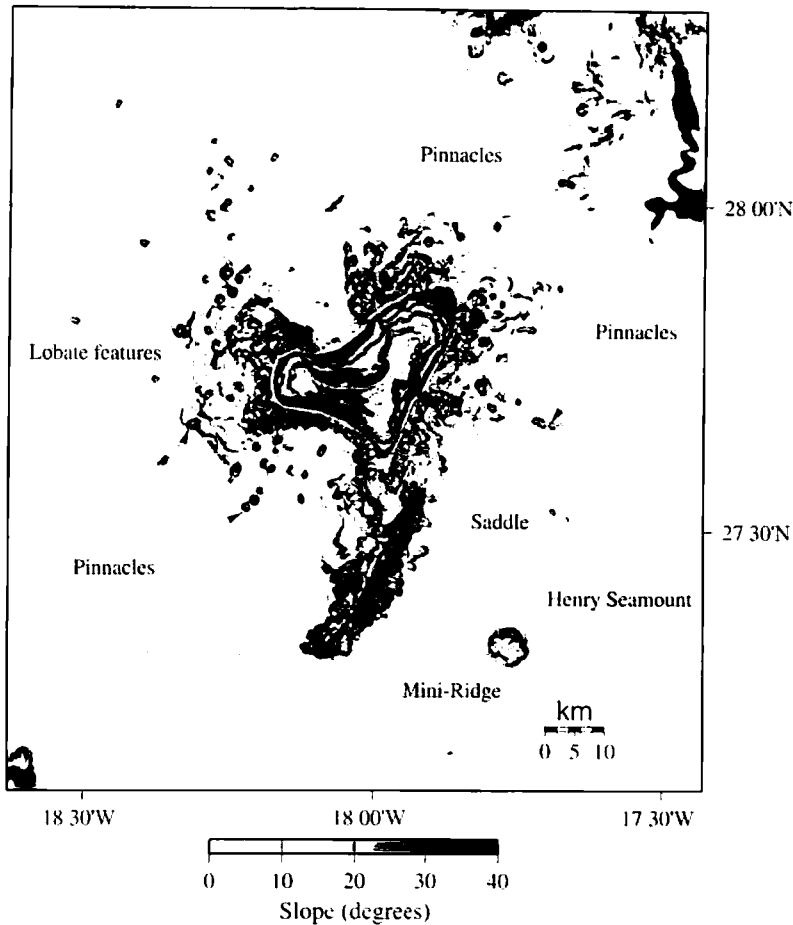 Pinnacles
28 00'N
Pinnacles
Lobate features
Saddle
27 30'N
Pinnacles
Henry Seamount
Mini-Ridge
km
0 5 10
18 30'W 18 00'W 17 30'W
0 10 20 30 40
Slope (degrees)